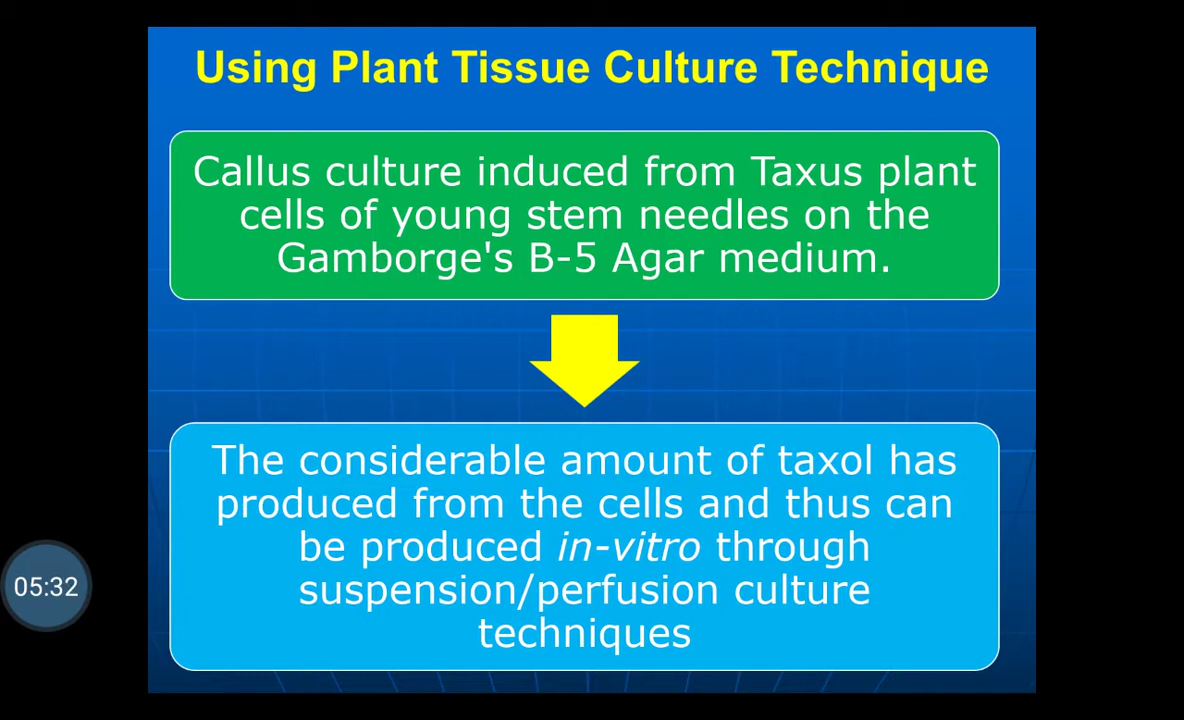 Using Plant Tissue Culture Technique
Callus culture induced from Taxus plant
cells of young stem needles on the
Gamborge's B-5 Agar medium.
The considerable amount of taxol has
produced from the cells and thus can
be produced in-vitro through
suspension/perfusion culture
techniques
05:32